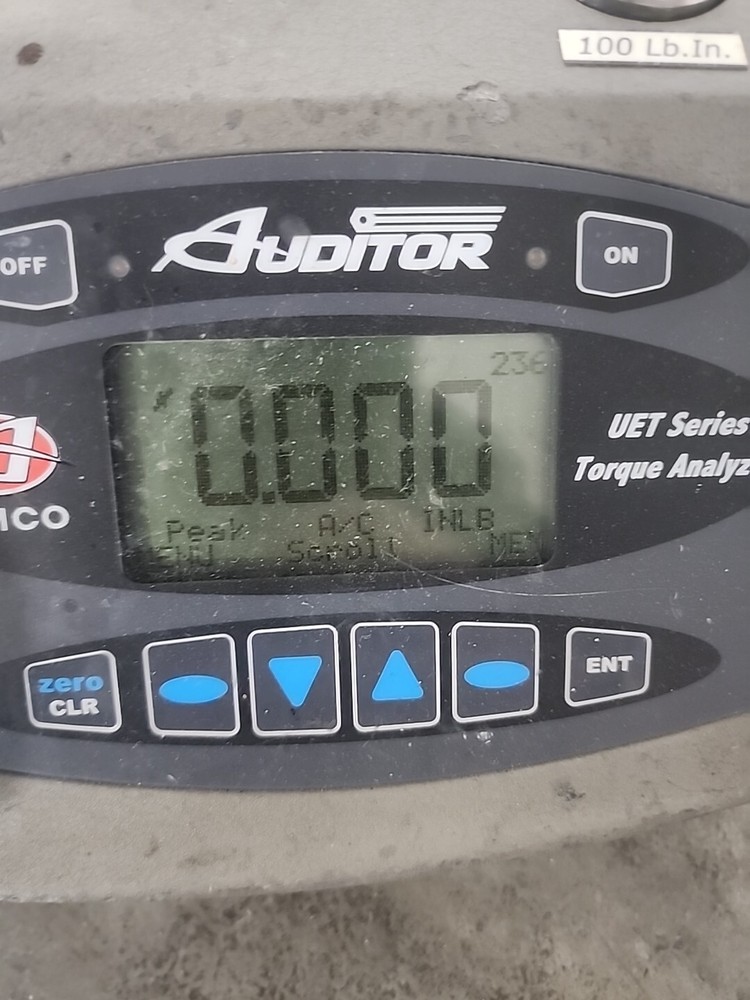 100 Lb.In.
OFF
AUDITOR
ON
236
0.000
UET Series
Torque Analyz
Peak A/C INLB
Scroll
zero
CLR
ENT